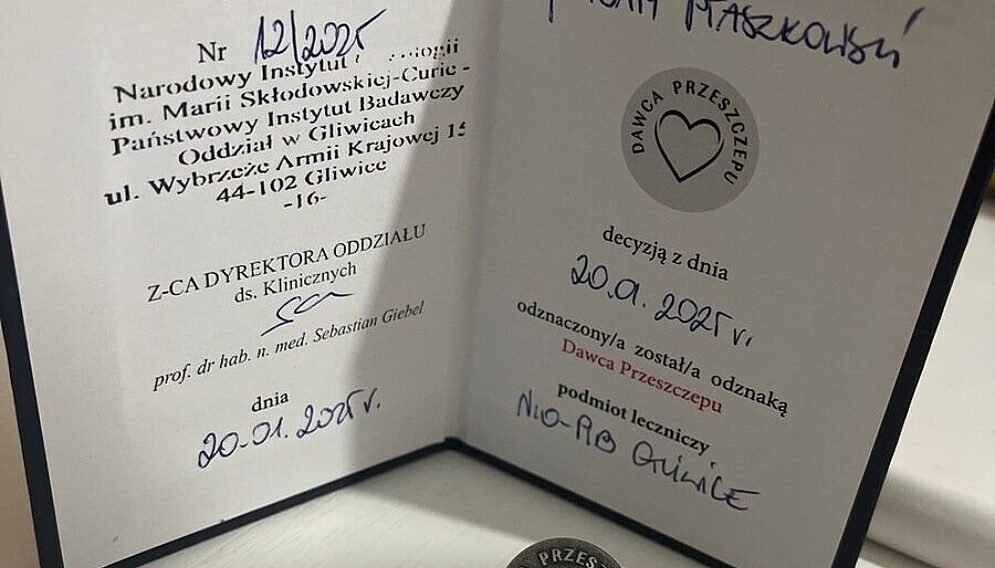 Nr 12/2025
Narodowy Instytut
im. Marii Skłodowskiej-Curie -
Państwowy Instytut Badawczy
Oddział w Gliwicach
ul. Wybrzeże Armii Krajowej 15
44-102 Gliwice
-16-
Z-CA DYREKTORA ODDZIAŁU
ds. Klinicznych
prof. dr hab. n. med. Sebastian Giebel
dnia
20-01.2025 r.
PTASZKOWSKI
DAWCA PRZESZCZEPU
decyzją z dnia
20.01.2025 r.
odznaczony/a został/a odznaką
Dawca Przeszczepu
podmiot leczniczy
NIO-PIB GLIWICE
PRZES